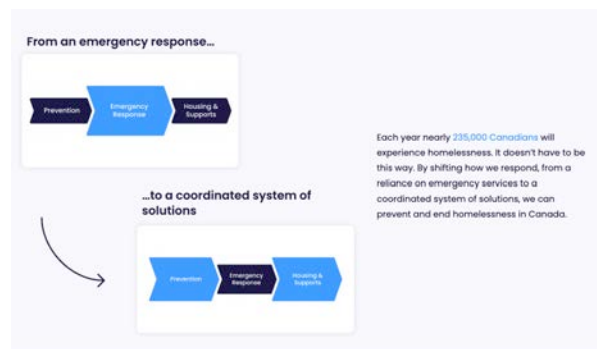 From an emergency response...
Prevention
Emergency
Response
Housing &
Supports
Each year nearly 235,000 Canadians will
experience homelessness. It doesn't have to be
this way. By shifting how we respond, from a
reliance on emergency services to a
coordinated system of solutions, we can
prevent and end homelessness in Canada.
...to a coordinated system of
solutions
Prevention
Emergency
Response
Housing &
Supports